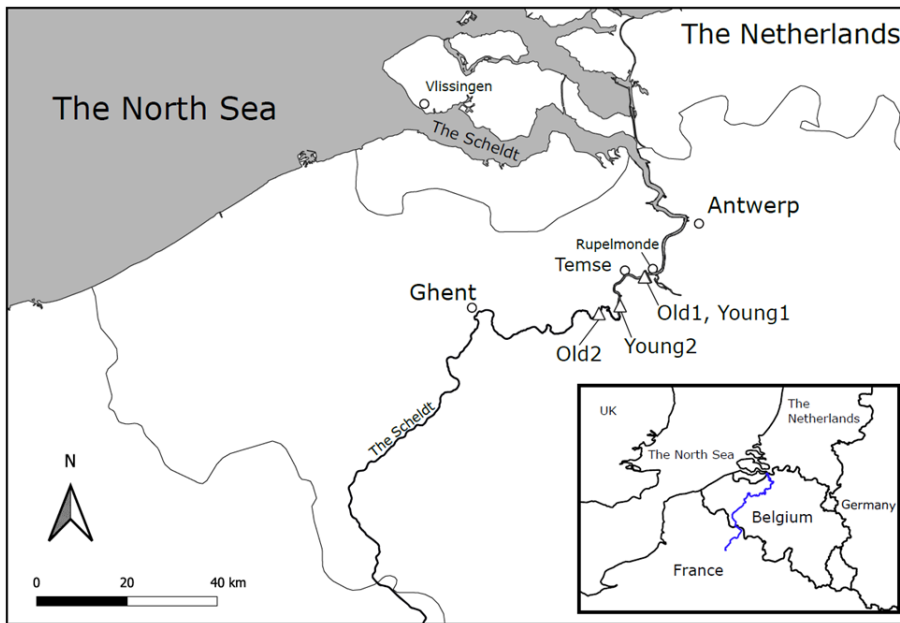 The Netherlands
Vlissingen
The North Sea
The Scheldt
Antwerp
Rupelmonde
Temse
Ghent
Old1, Young1
Young2
Old2
The Scheldt
N
0 20 40 km
UK
The
Netherlands
The North Sea
Germany
Belgium
France